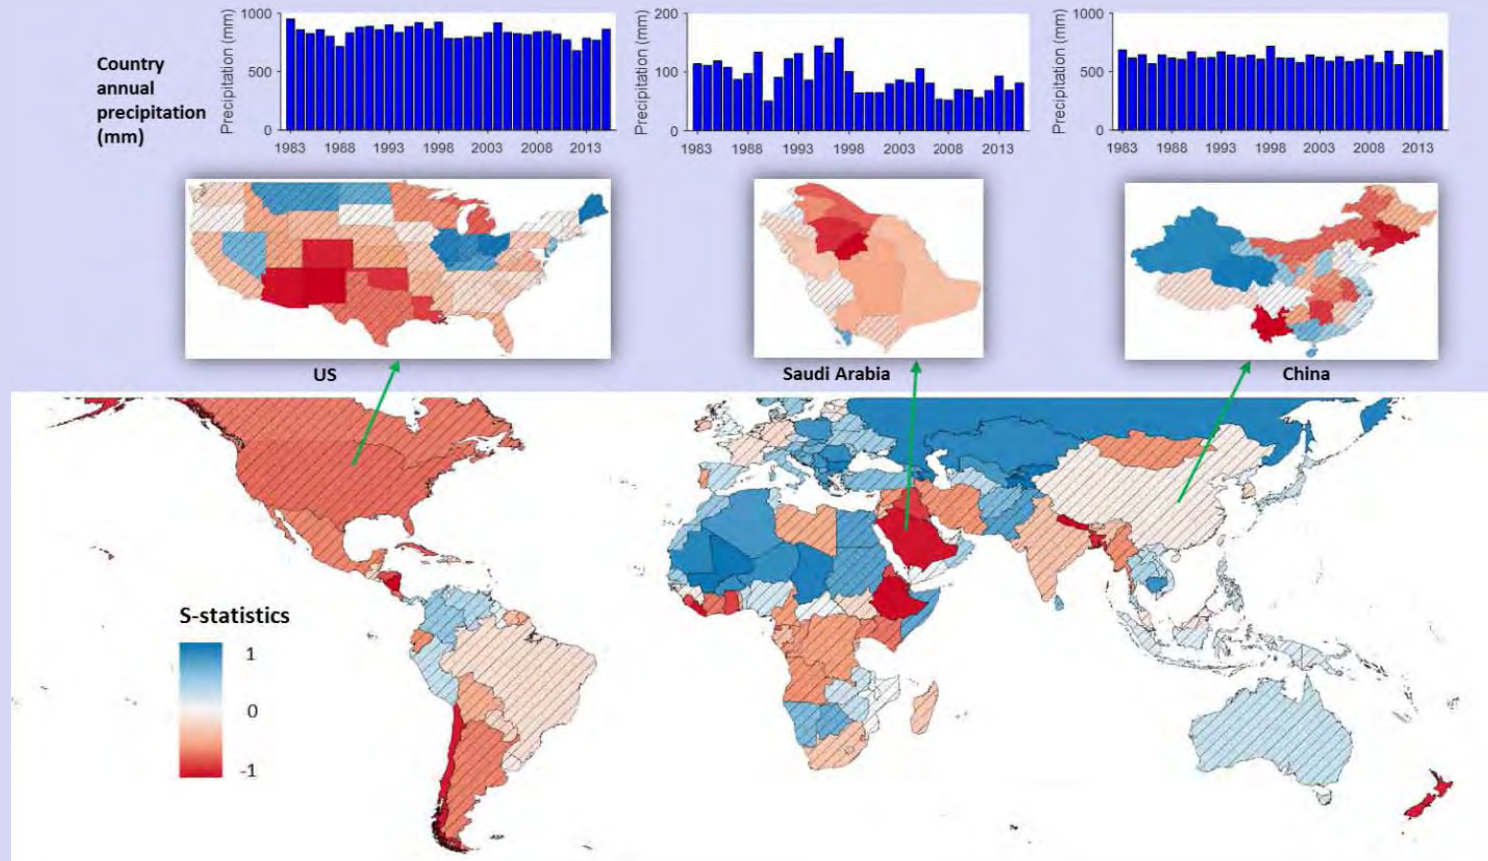 Country
annual
precipitation
(mm)
Precipitation (mm)
1000
500
0
1983 1988 1993 1998 2003 2008 2013
Precipitation (mm)
200
100
0
1983 1988 1993 1998 2003 2008 2013
Precipitation (mm)
1000
500
0
1983 1988 1993 1998 2003 2008 2013
US
Saudi Arabia
China
S-statistics
1
0
-1